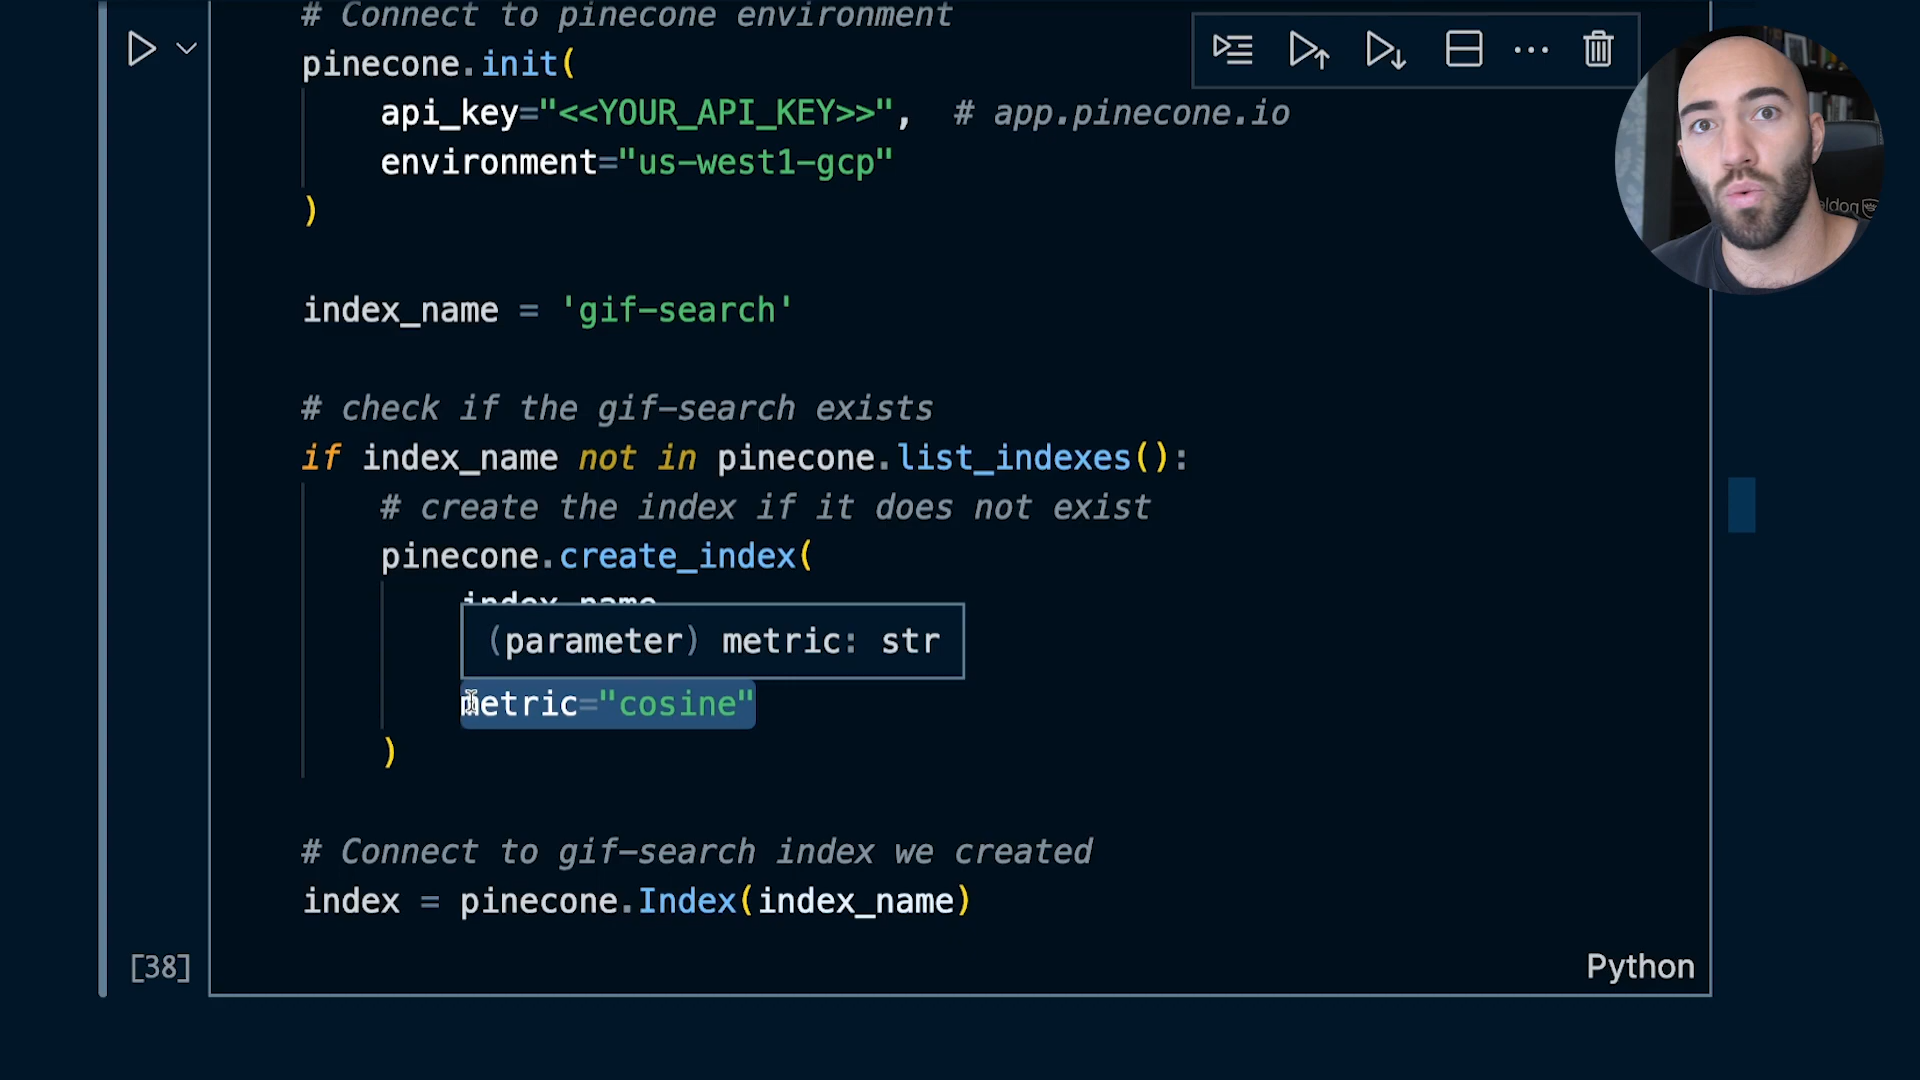 # Connect to pinecone environment
pinecone.init(
api_key="<<YOUR_API_KEY>>",  # app.pinecone.io
environment="us-west1-gcp"
)
index_name = 'gif-search'
# check if the gif-search exists
if index_name not in pinecone.list_indexes():
# create the index if it does not exist
pinecone.create_index(
index_name
(parameter) metric: str
metric="cosine"
)
# Connect to gif-search index we created
index = pinecone.Index(index_name)
[38]
Python